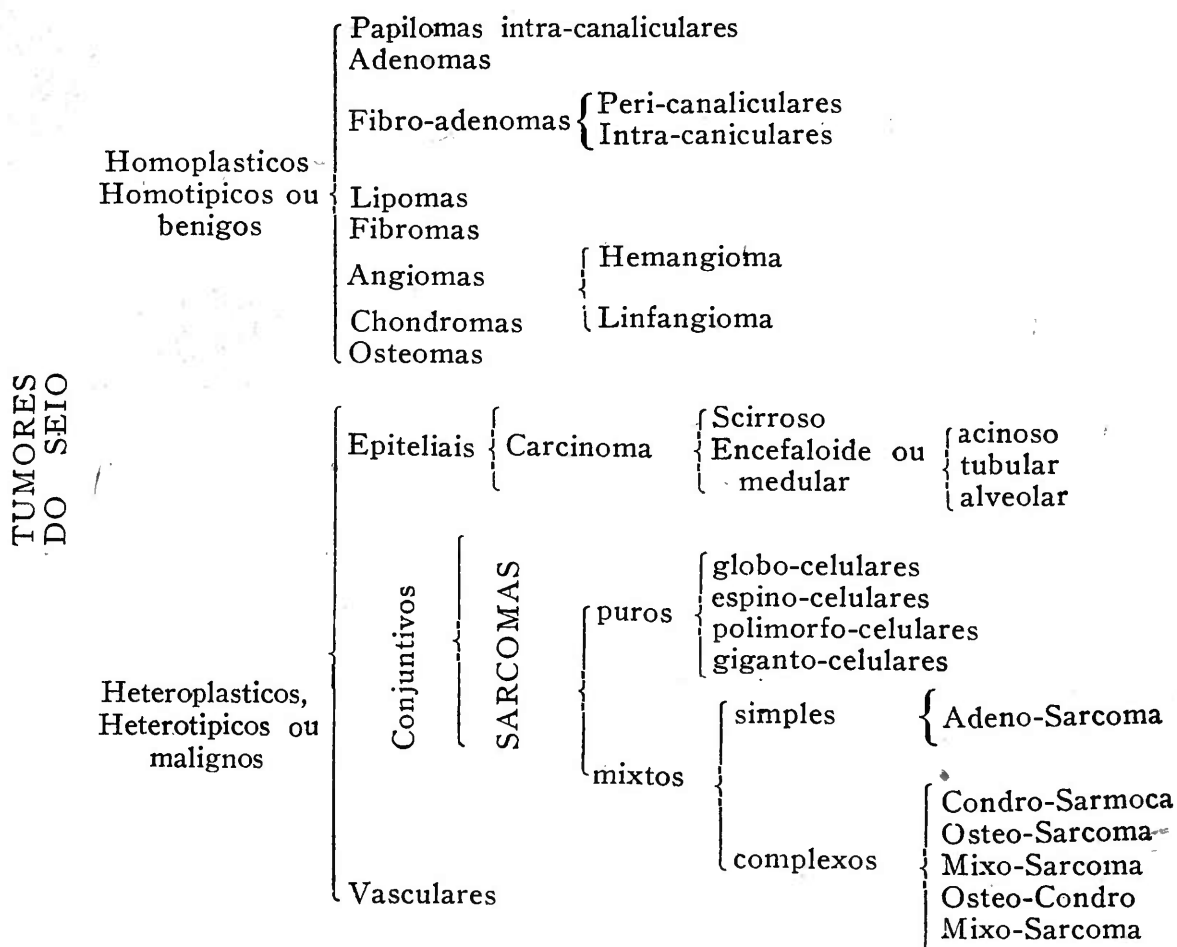 TUMORES
DO SEIO
Homoplasticos
Homotipicos ou
benigos
Papilomas intra-canaliculares
Adenomas
Fibro-adenomas
Peri-canaliculares
Intra-caniculares
Lipomas
Fibromas
Angiomas
Hemangioma
Linfangioma
Chondromas
Osteomas
Heteroplasticos,
Heterotipicos ou
malignos
Epiteliais
Carcinoma
Scirroso
Encefaloide ou
medular
acinoso
tubular
alveolar
Conjuntivos
SARCOMAS
puros
globo-celulares
espino-celulares
polimorfo-celulares
giganto-celulares
mixtos
simples
Adeno-Sarcoma
complexos
Condro-Sarmoca
Osteo-Sarcoma
Mixo-Sarcoma
Osteo-Condro
Mixo-Sarcoma
Vasculares